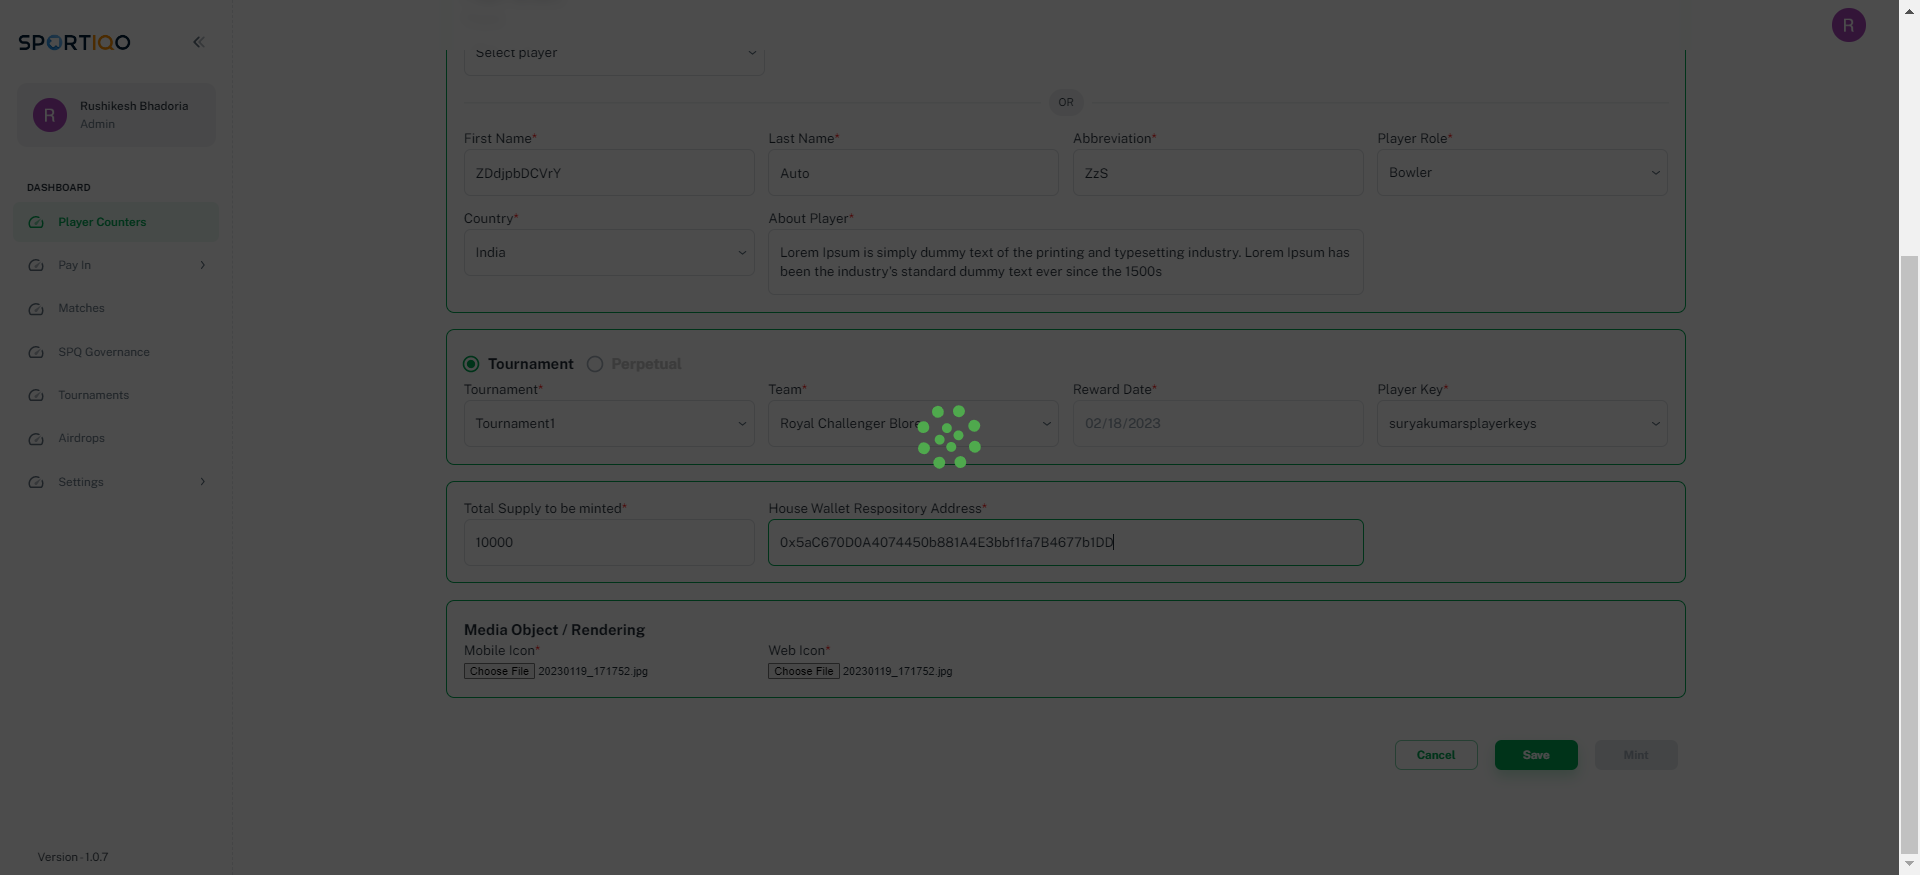 SPORTIQO
R
Select player
R
Rushikesh Bhadoria
Admin
OR
First Name*
Last Name*
Abbreviation*
Player Role*
ZDdjpbDCVrY
Auto
ZzS
Bowler
DASHBOARD
Player Counters
Country*
About Player*
India
Lorem Ipsum is simply dummy text of the printing and typesetting industry. Lorem Ipsum has
been the industry's standard dummy text ever since the 1500s
Pay In
Matches
SPQ Governance
Tournaments
Airdrops
Settings
Tournament
Perpetual
Tournament*
Team*
Reward Date*
Player Key*
Tournament1
Royal Challenger Blore
02/18/2023
suryakumarsplayerkeys
Total Supply to be minted*
House Wallet Respository Address*
10000
0x5aC670D0A4074450b881A4E3bbf1fa7B4677b1DD
Media Object / Rendering
Mobile Icon*
Web Icon*
Choose File 20230119_171752.jpg
Choose File 20230119_171752.jpg
Cancel
Save
Mint
Version - 1.0.7